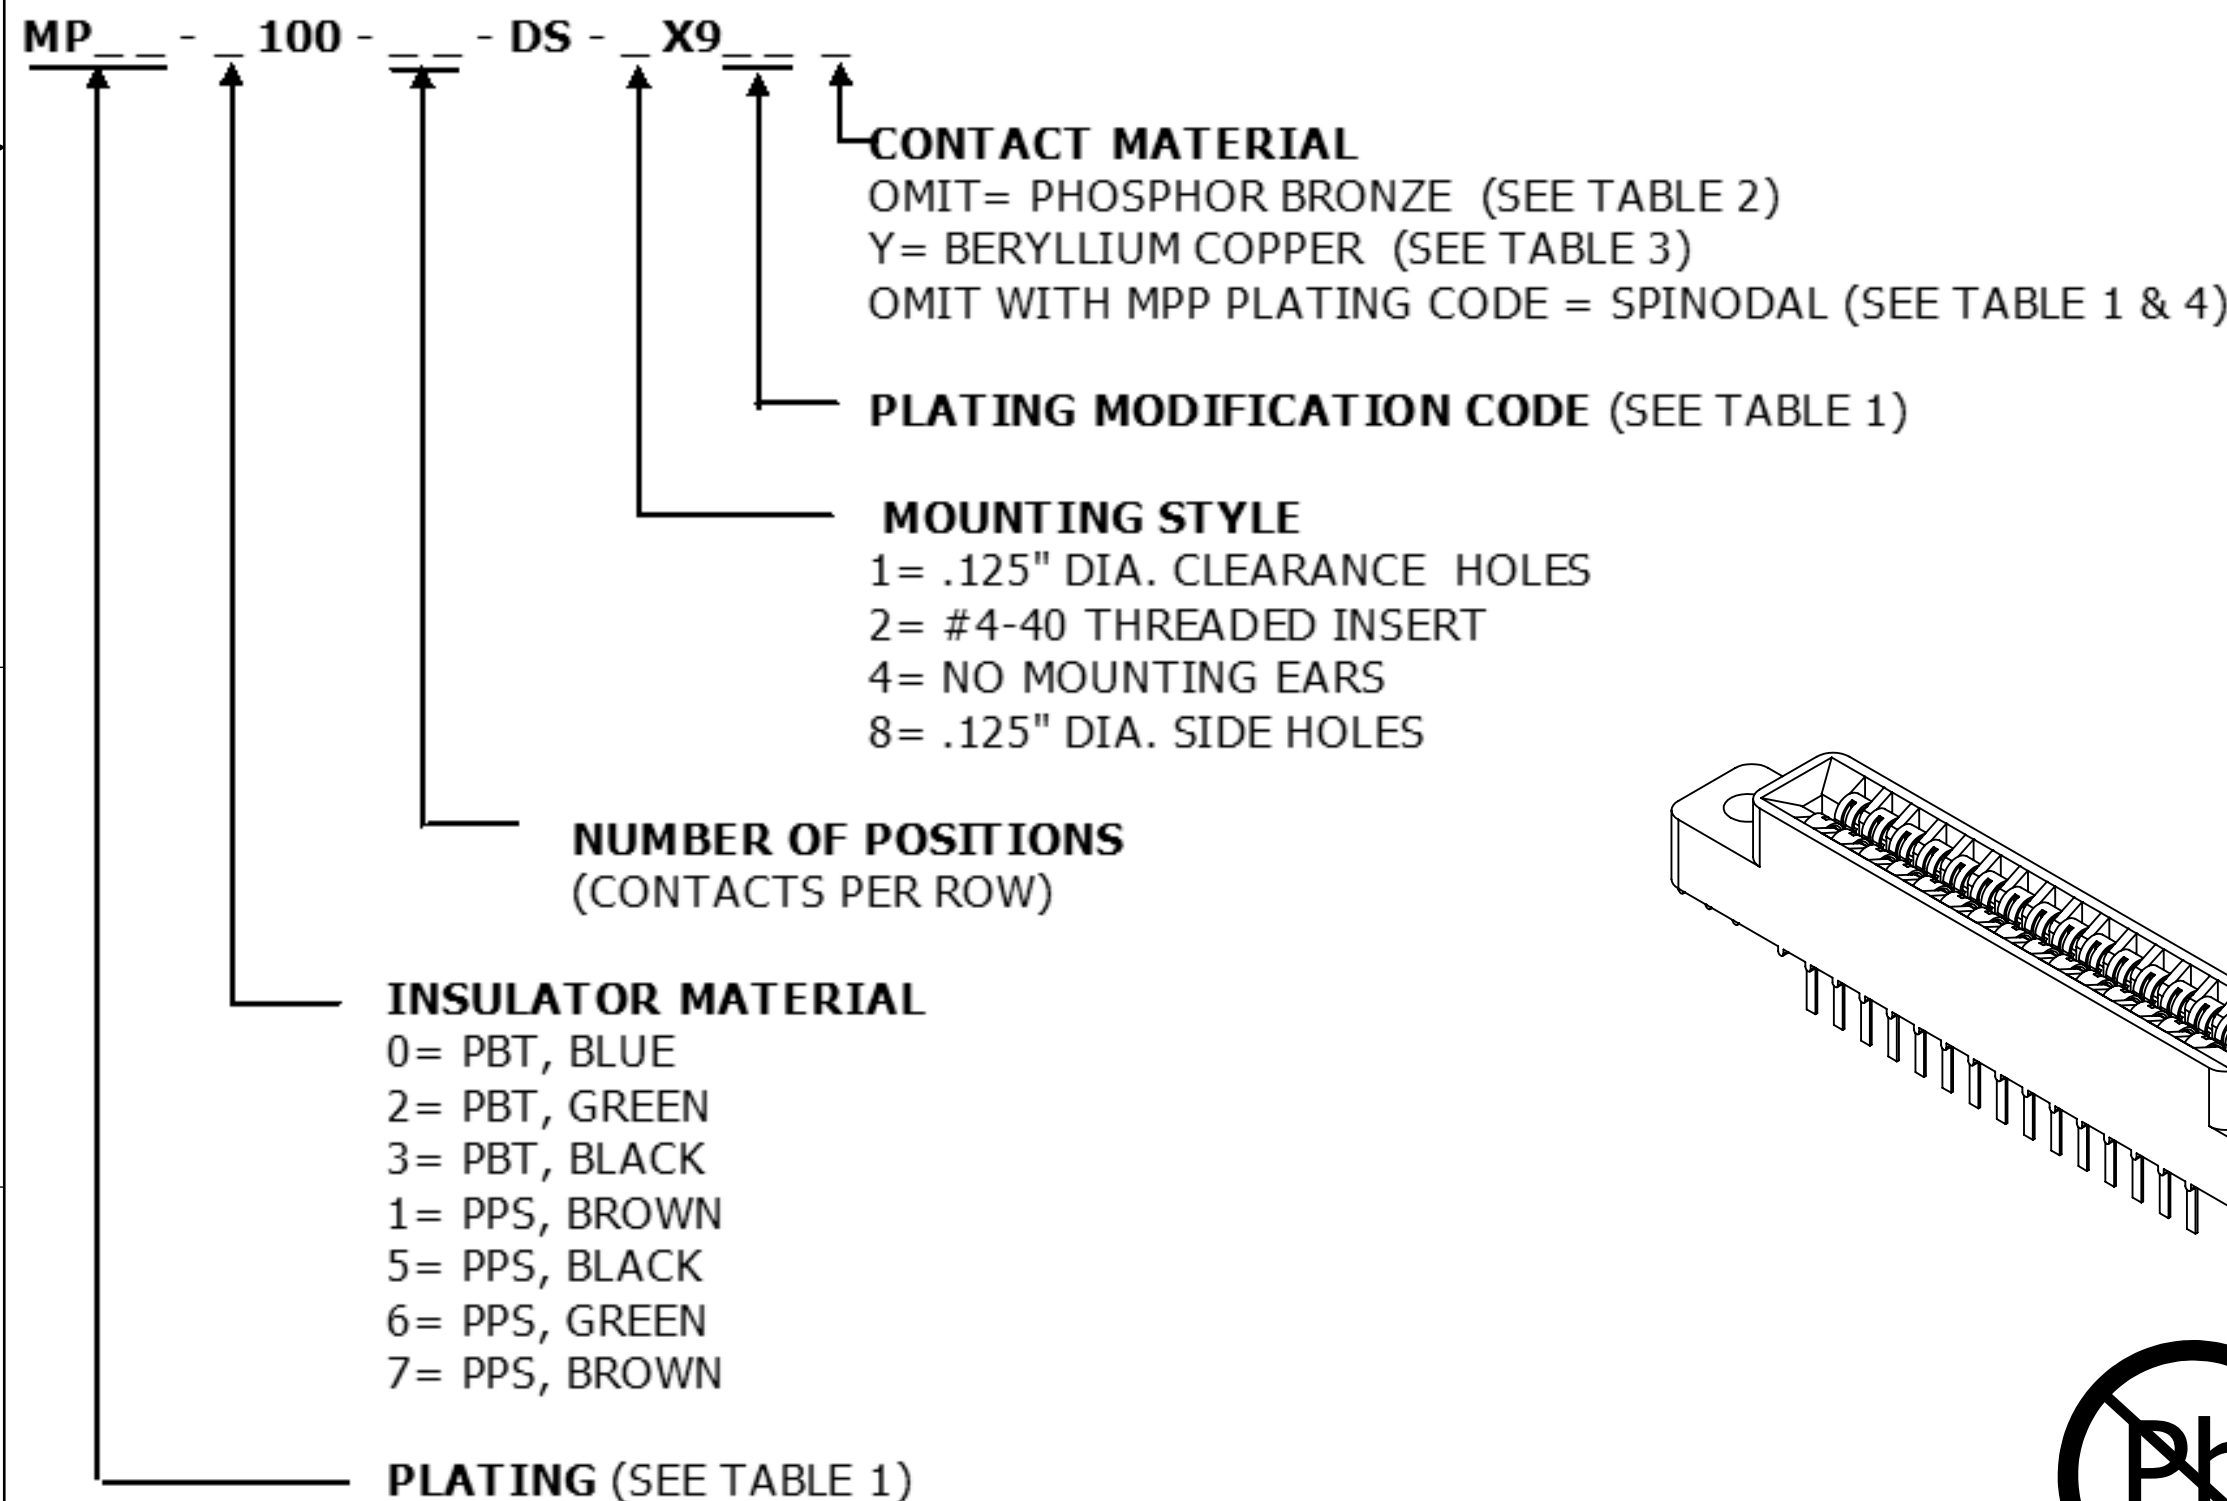 MP_ _ - _ 100 - _ _ - DS - _ X9_ _ _
CONTACT MATERIAL
OMIT= PHOSPHOR BRONZE (SEE TABLE 2)
Y= BERYLLIUM COPPER (SEE TABLE 3)
OMIT WITH MPP PLATING CODE = SPINODAL (SEE TABLE 1 & 4)
PLATING MODIFICATION CODE (SEE TABLE 1)
MOUNTING STYLE
1= .125" DIA. CLEARANCE HOLES
2= #4-40 THREADED INSERT
4= NO MOUNTING EARS
8= .125" DIA. SIDE HOLES
NUMBER OF POSITIONS
(CONTACTS PER ROW)
INSULATOR MATERIAL
0= PBT, BLUE
2= PBT, GREEN
3= PBT, BLACK
1= PPS, BROWN
5= PPS, BLACK
6= PPS, GREEN
7= PPS, BROWN
PLATING (SEE TABLE 1)
Pb